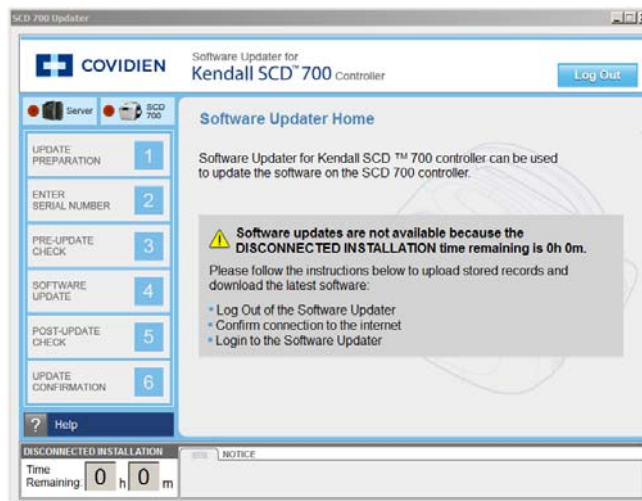 SCD 700 Updater
COVIDIEN
Software Updater for
Kendall SCD™ 700 Controller
Log Out
Server
SCD
700
UPDATE
PREPARATION
1
ENTER
SERIAL NUMBER
2
PRE-UPDATE
CHECK
3
SOFTWARE
UPDATE
4
POST-UPDATE
CHECK
5
UPDATE
CONFIRMATION
6
? Help
Software Updater Home
Software Updater for Kendall SCD ™ 700 controller can be used
to update the software on the SCD 700 controller.
Software updates are not available because the
DISCONNECTED INSTALLATION time remaining is 0h 0m.
Please follow the instructions below to upload stored records and
download the latest software:
Log Out of the Software Updater
Confirm connection to the internet
Login to the Software Updater
DISCONNECTED INSTALLATION
Time
Remaining: 0 h 0 m
NOTICE